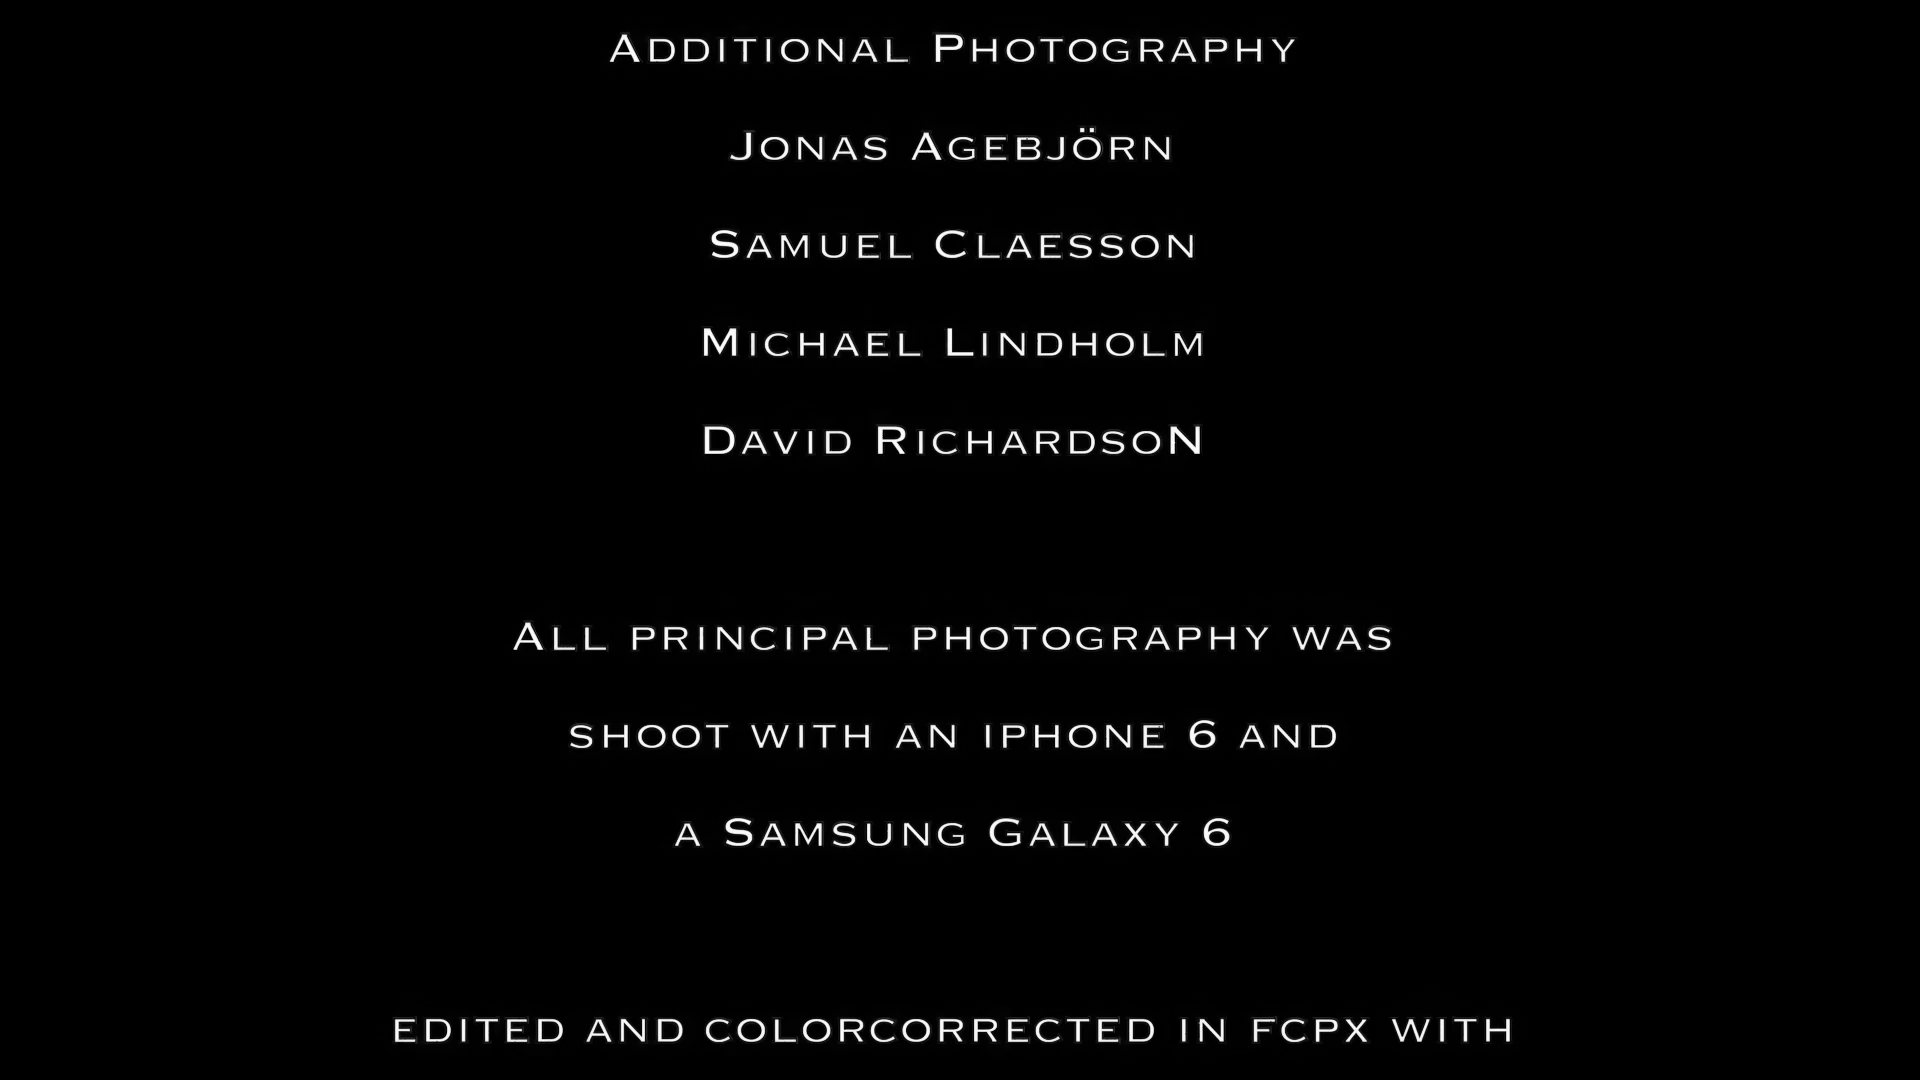 Additional Photography
Jonas Agebjörn
Samuel Claesson
Michael Lindholm
David RichardsoN
All principal photography was
shoot with an iphone 6 and
a Samsung Galaxy 6
edited and colorcorrected in fcpx with